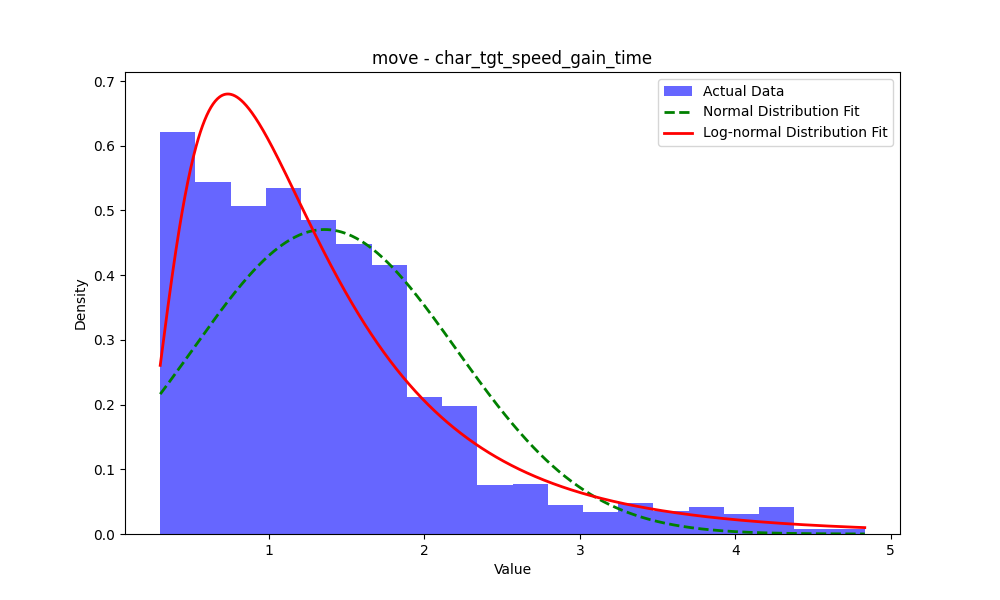 move - char_tgt_speed_gain_time
Actual Data
Normal Distribution Fit
Log-normal Distribution Fit
0.7
0.6
0.5
0.4
0.3
0.2
0.1
0.0
Density
1 2 3 4 5
Value